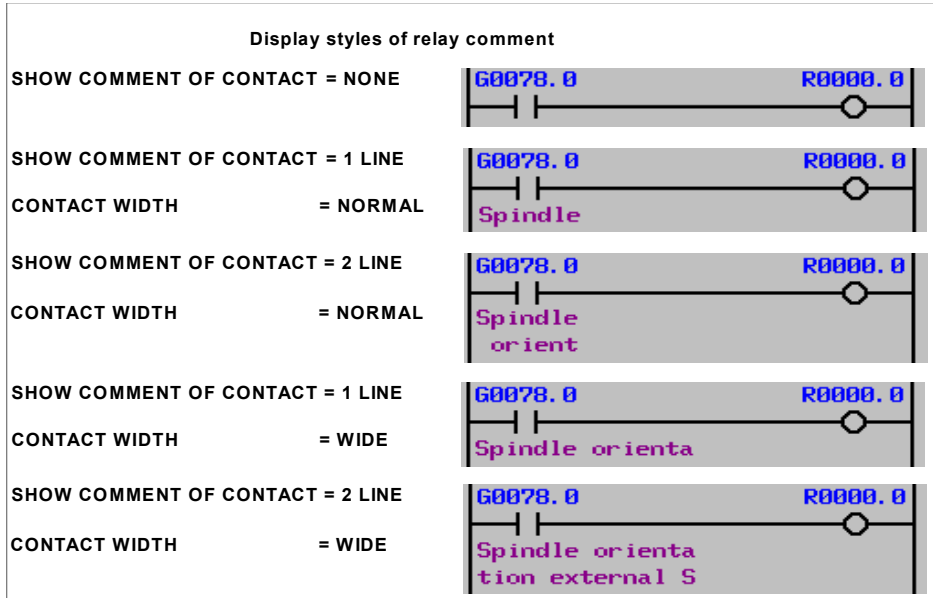 Display styles of relay comment
SHOW COMMENT OF CONTACT = NONE
G0078.0 R0000.0
SHOW COMMENT OF CONTACT = 1 LINE
CONTACT WIDTH = NORMAL
G0078.0 R0000.0
Spindle
SHOW COMMENT OF CONTACT = 2 LINE
CONTACT WIDTH = NORMAL
G0078.0 R0000.0
Spindle
orient
SHOW COMMENT OF CONTACT = 1 LINE
CONTACT WIDTH = WIDE
G0078.0 R0000.0
Spindle orienta
SHOW COMMENT OF CONTACT = 2 LINE
CONTACT WIDTH = WIDE
G0078.0 R0000.0
Spindle orienta
tion external S